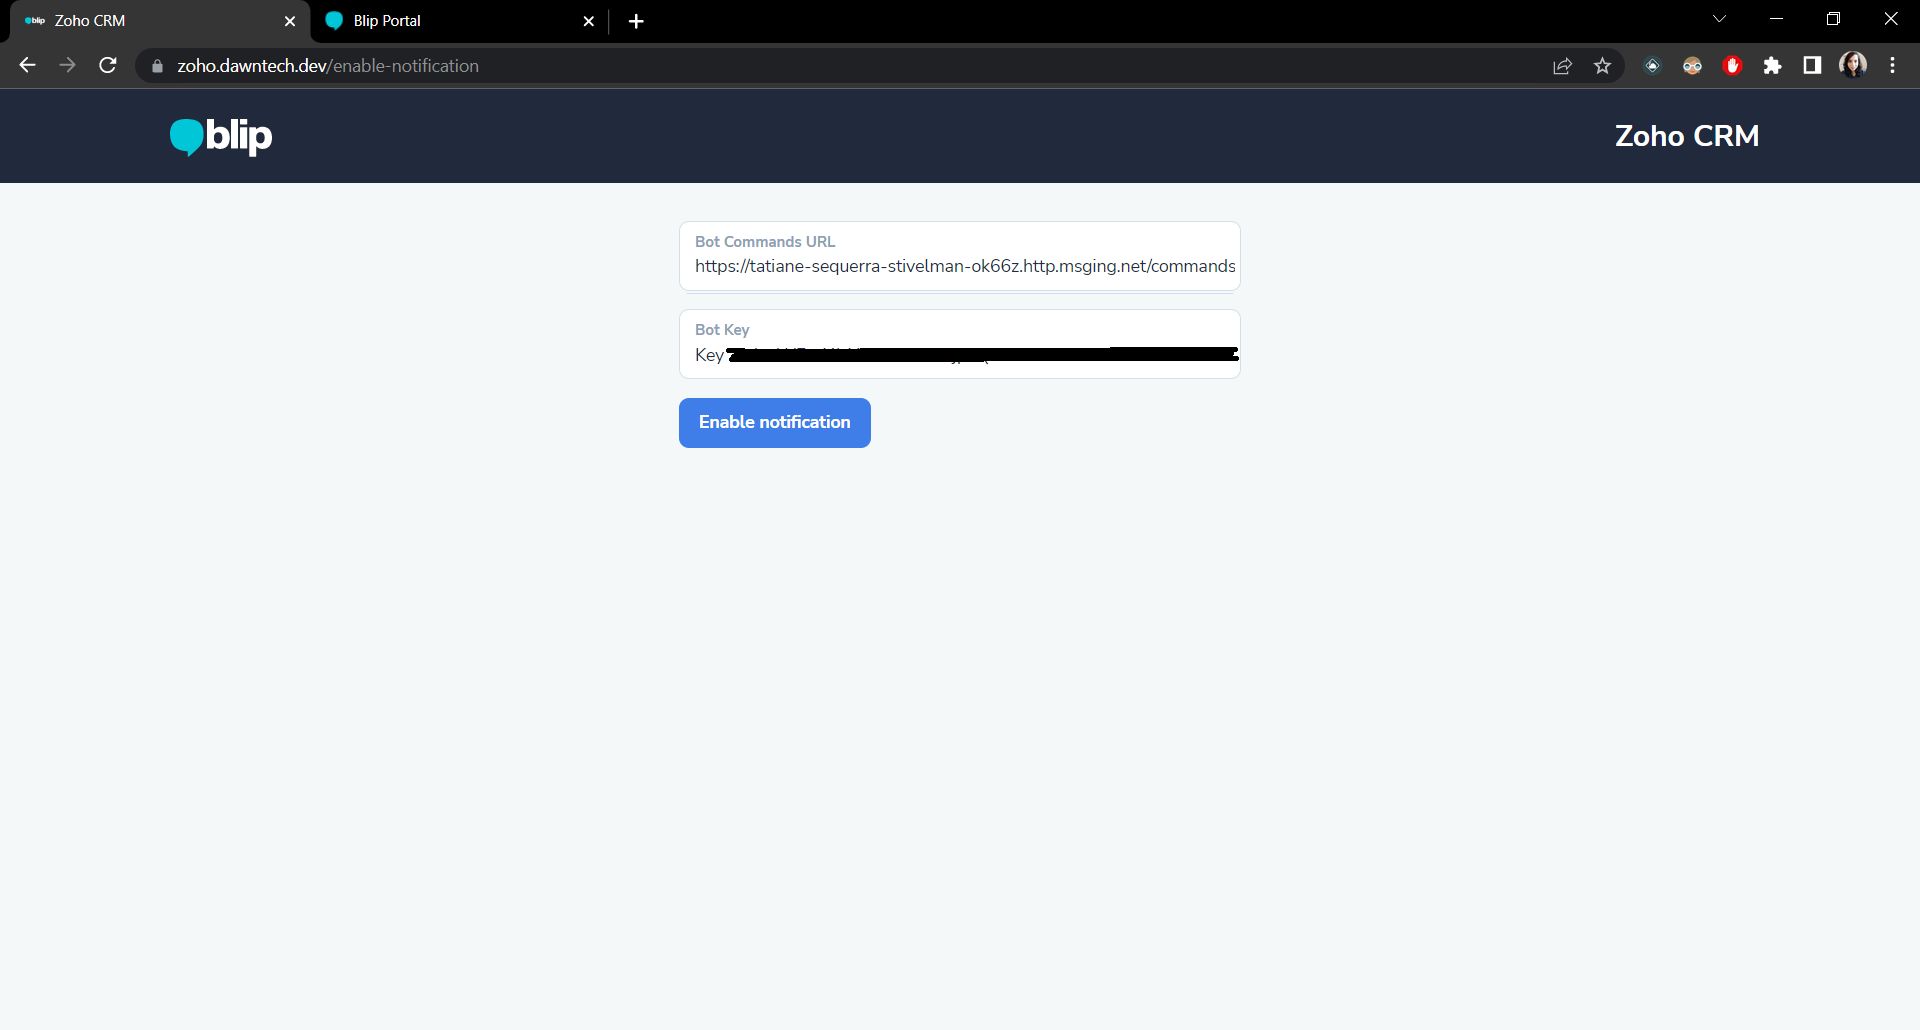 blip Zoho CRM
Blip Portal
zoho.dawntech.dev/enable-notification
blip
Zoho CRM
Bot Commands URL
https://tatiane-sequerra-stivelman-ok66z.http.msging.net/commands
Bot Key
Key
Enable notification